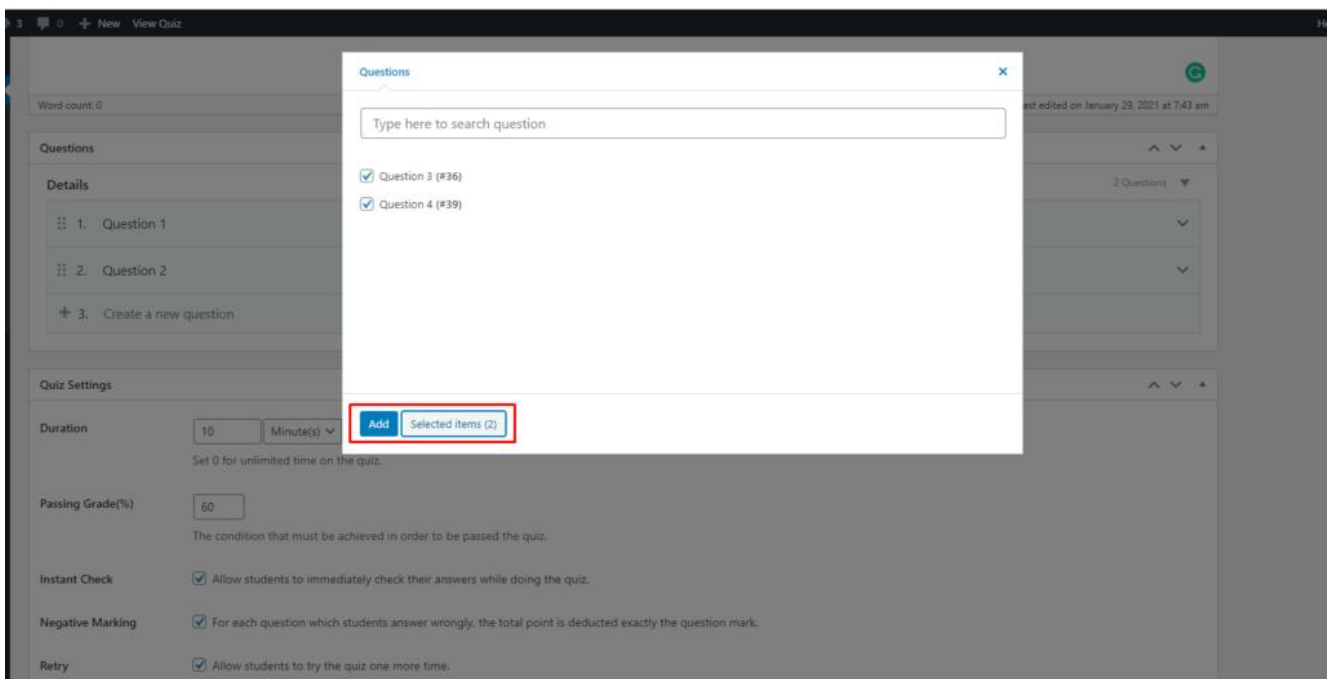 3 0 + New View Quiz
Questions ×
Word count: 0
ast edited on January 29, 2021 at 7:43 am
Type here to search question
Questions
Question 3 (#36)
Details
2 Questions
Question 4 (#39)
1. Question 1
2. Question 2
+ 3. Create a new question
Quiz Settings
Add Selected items (2)
Duration 10 Minute(s)
Set 0 for unlimited time on the quiz.
Passing Grade(%) 60
The condition that must be achieved in order to be passed the quiz.
Instant Check Allow students to immediately check their answers while doing the quiz.
Negative Marking For each question which students answer wrongly, the total point is deducted exactly the question mark.
Retry Allow students to try the quiz one more time.